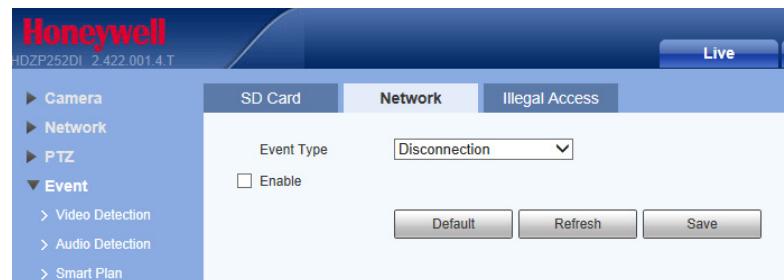 Honeywell
HDZP252DI 2.422.001.4.T
Live
Camera
Network
PTZ
Event
Video Detection
Audio Detection
Smart Plan
SD Card Network Illegal Access
Event Type Disconnection
Enable
Default Refresh Save